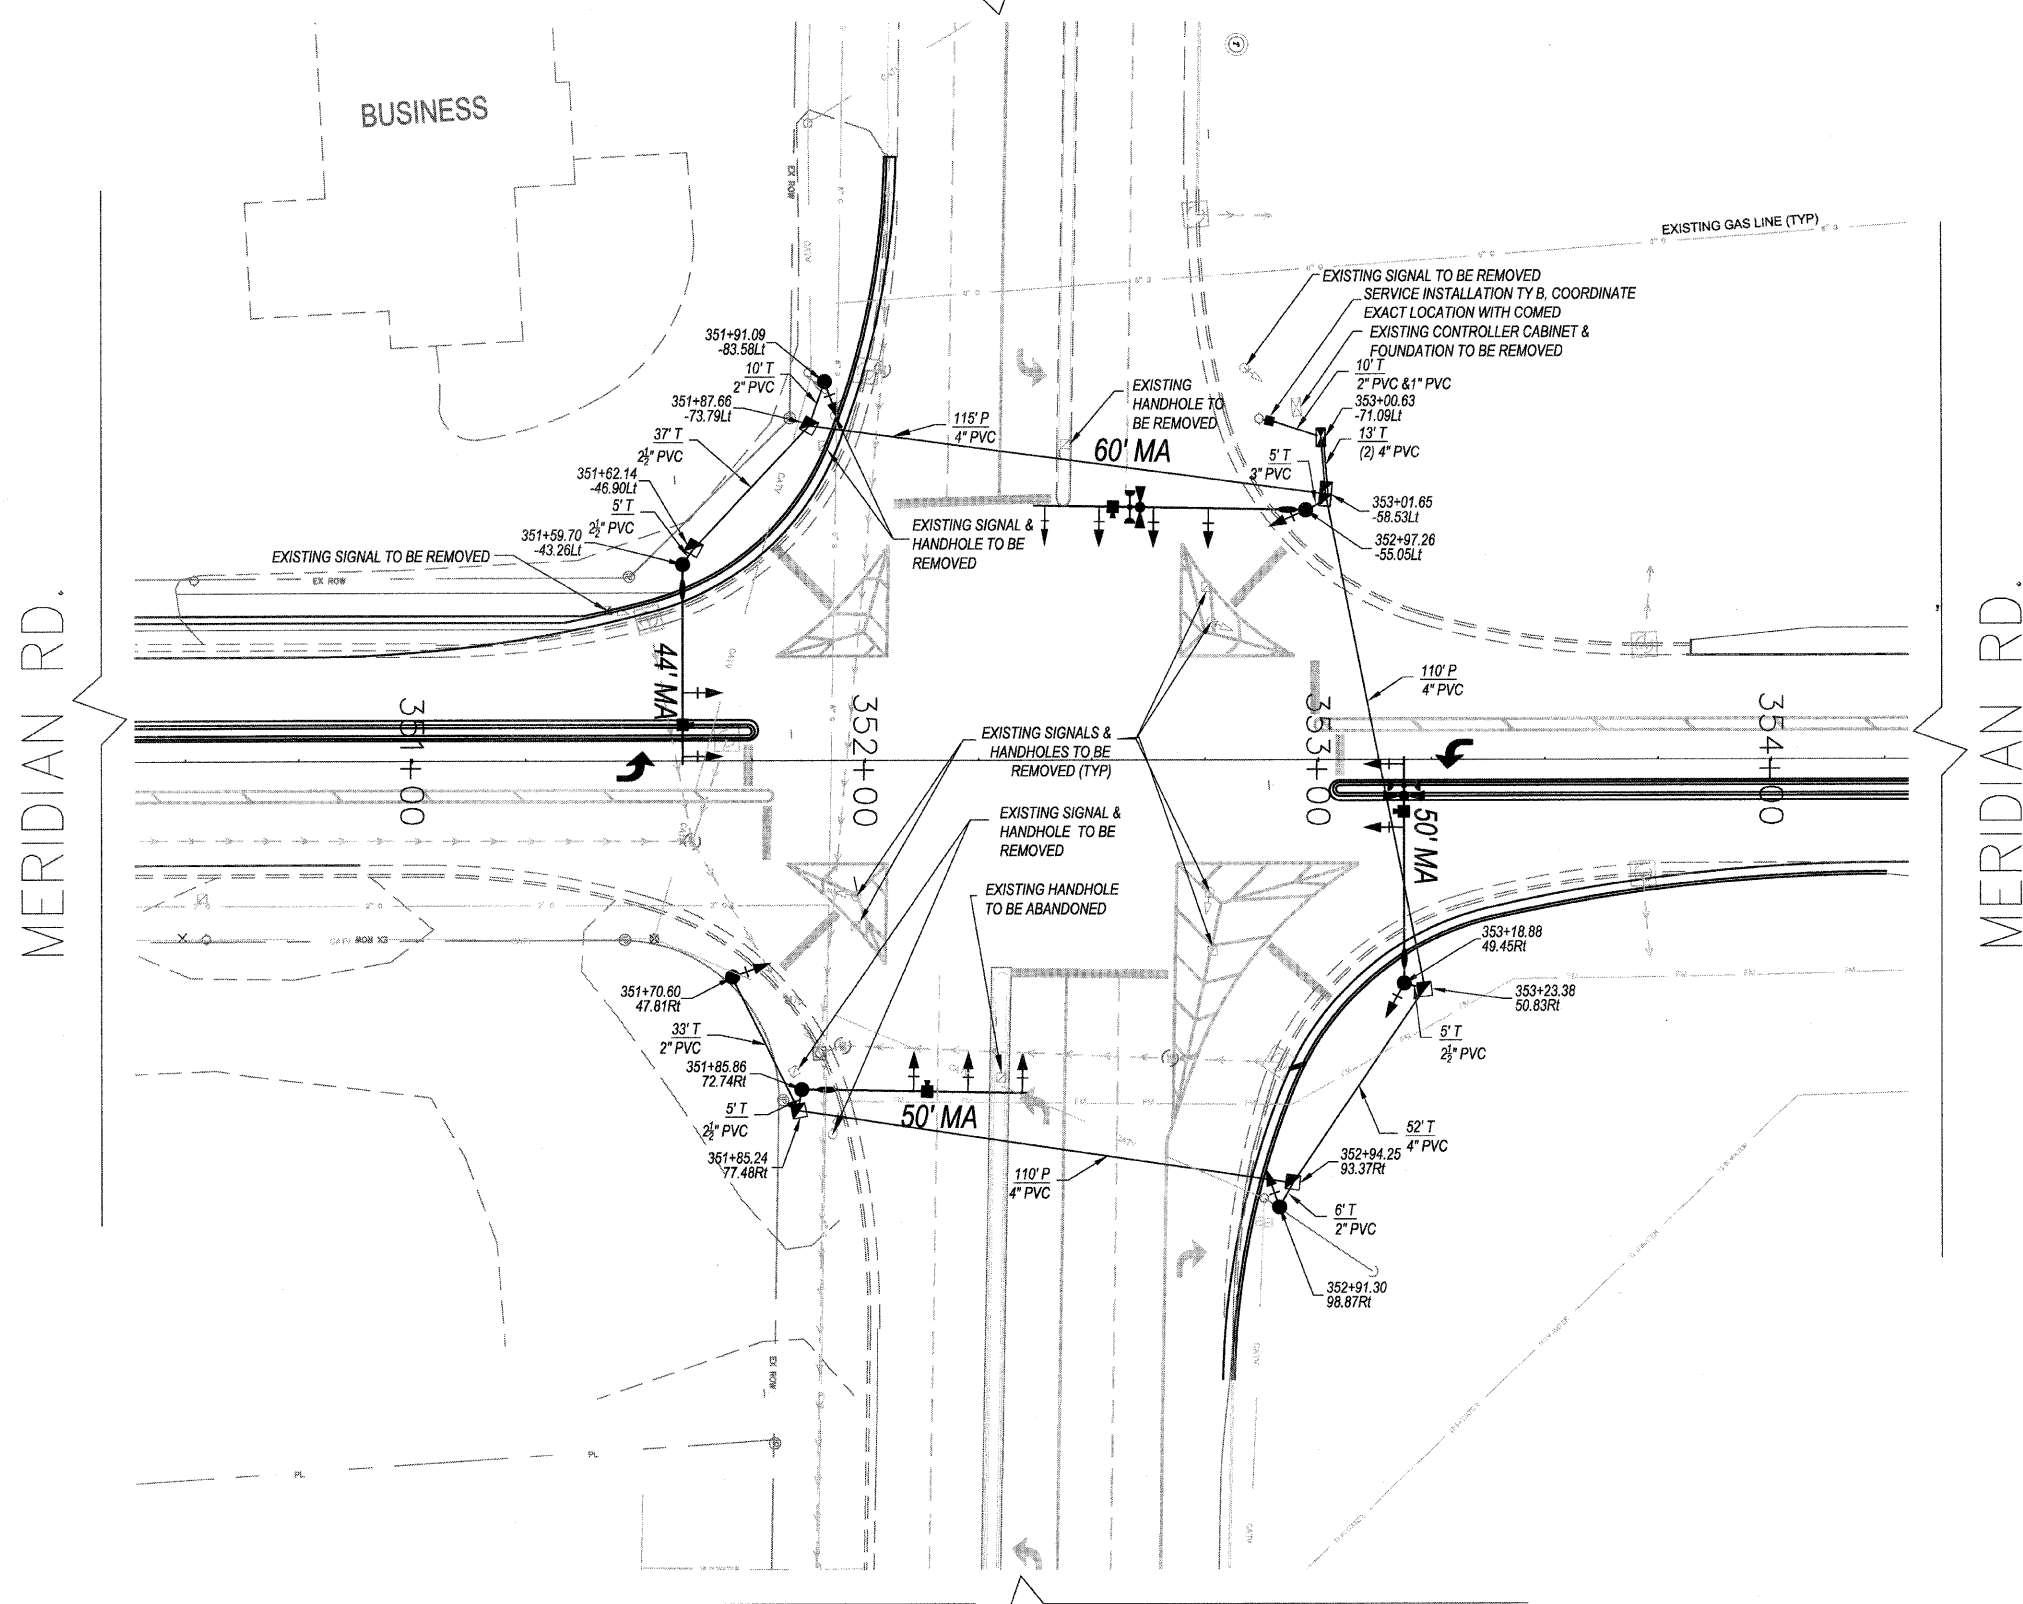 BUSINESS
EX ROW
EXISTING GAS LINE (TYP)
EXISTING SIGNAL TO BE REMOVED
SERVICE INSTALLATION TY B, COORDINATE
EXACT LOCATION WITH COMED
EXISTING CONTROLLER CABINET &
FOUNDATION TO BE REMOVED
10' T
2" PVC &1" PVC
353+00.63
-71.09Lt
13' T
(2) 4" PVC
351+91.09
-83.58Lt
10' T
2" PVC
351+87.66
-73.79Lt
37' T
2½" PVC
351+62.14
-46.90Lt
5' T
2½" PVC
351+59.70
-43.26Lt
EXISTING SIGNAL TO BE REMOVED
EX ROW
115' P
4" PVC
EXISTING
HANDHOLE TO
BE REMOVED
60' MA
5' T
3" PVC
353+01.65
-58.53Lt
352+97.26
-55.05Lt
EXISTING SIGNAL &
HANDHOLE TO BE
REMOVED
CATV
44' MA
110' P
4" PVC
MERIDIAN RD.
351+00
352+00
353+00
354+00
MERIDIAN RD.
EXISTING SIGNALS &
HANDHOLES TO BE
REMOVED (TYP)
EXISTING SIGNAL &
HANDHOLE TO BE
REMOVED
EXISTING HANDHOLE
TO BE ABANDONED
50' MA
EX ROW
353+18.88
49.45Rt
353+23.38
50.83Rt
5' T
2½" PVC
351+70.60
47.81Rt
33' T
2" PVC
351+85.86
72.74Rt
5' T
2½" PVC
351+85.24
77.48Rt
50' MA
110' P
4" PVC
52' T
4" PVC
352+94.25
93.37Rt
6' T
2" PVC
352+91.30
98.87Rt
EX ROW
CATV
PL
PL
CATV